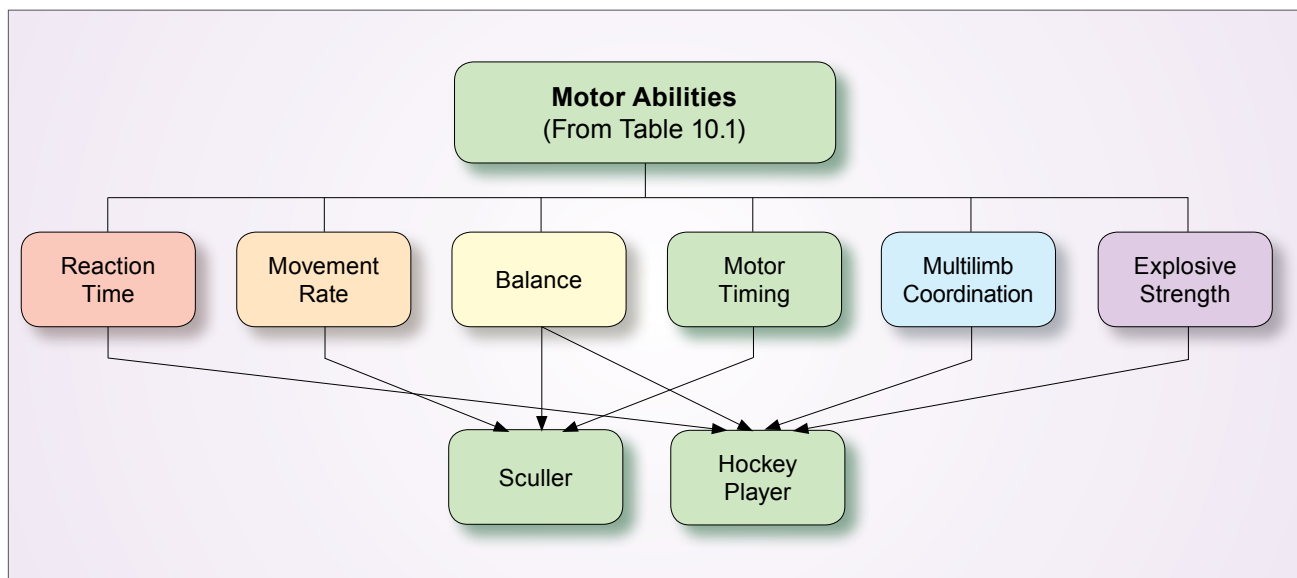 Motor Abilities
(From Table 10.1)
Reaction
Time
Movement
Rate
Balance
Motor
Timing
Multilimb
Coordination
Explosive
Strength
Sculler
Hockey
Player